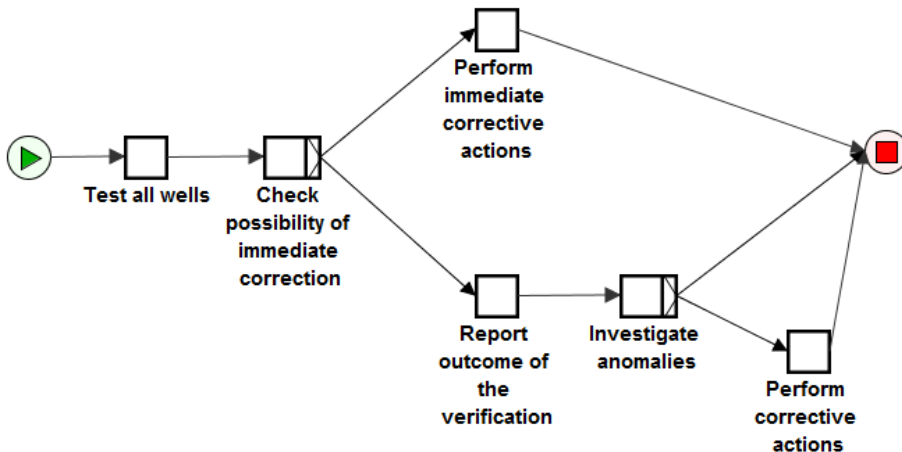 Perform
immediate
corrective
actions
Test all wells
Check
possibility of
immediate
correction
Report
outcome of
the
verification
Investigate
anomalies
Perform
corrective
actions